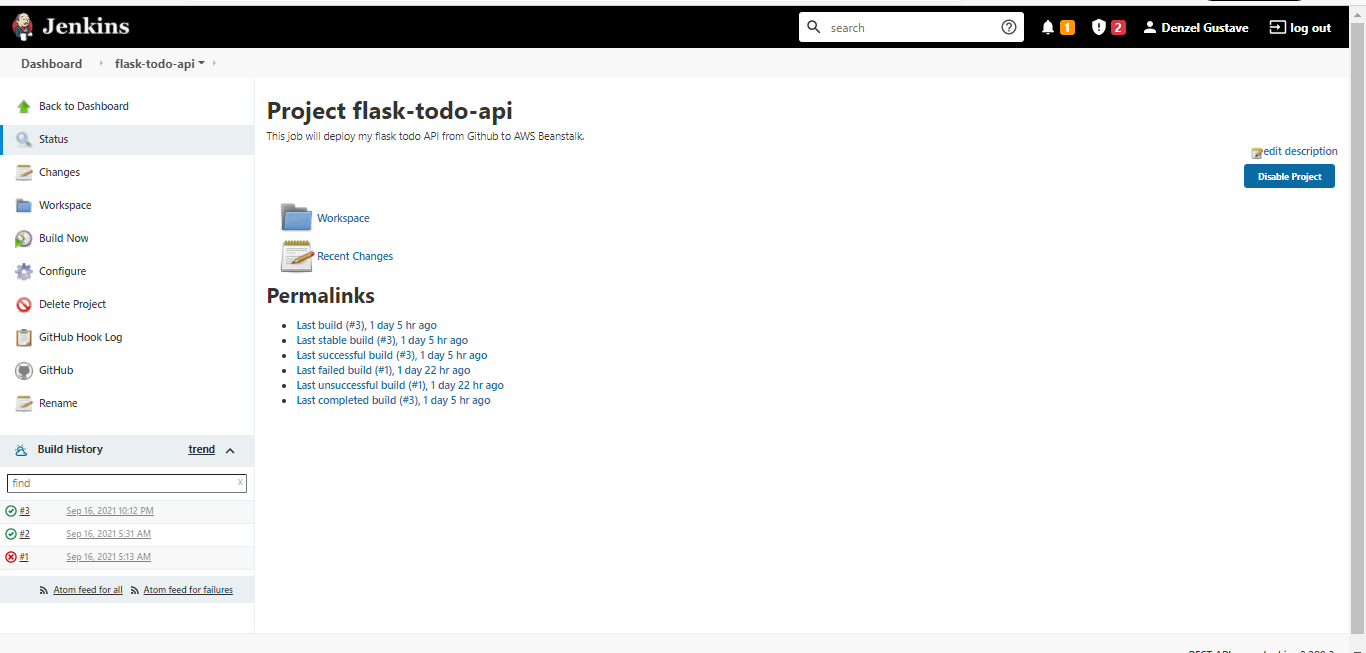 Jenkins
search
1
2
Denzel Gustave
log out
Dashboard
flask-todo-api
Back to Dashboard
Status
Changes
Workspace
Build Now
Configure
Delete Project
GitHub Hook Log
GitHub
Rename
Build History
trend
find
x
#3 Sep 16, 2021 10:12 PM
#2 Sep 16, 2021 5:31 AM
#1 Sep 16, 2021 5:13 AM
Atom feed for all Atom feed for failures
Project flask-todo-api
This job will deploy my flask todo API from Github to AWS Beanstalk.
edit description
Disable Project
Workspace
Recent Changes
Permalinks
Last build (#3), 1 day 5 hr ago
Last stable build (#3), 1 day 5 hr ago
Last successful build (#3), 1 day 5 hr ago
Last failed build (#1), 1 day 22 hr ago
Last unsuccessful build (#1), 1 day 22 hr ago
Last completed build (#3), 1 day 5 hr ago